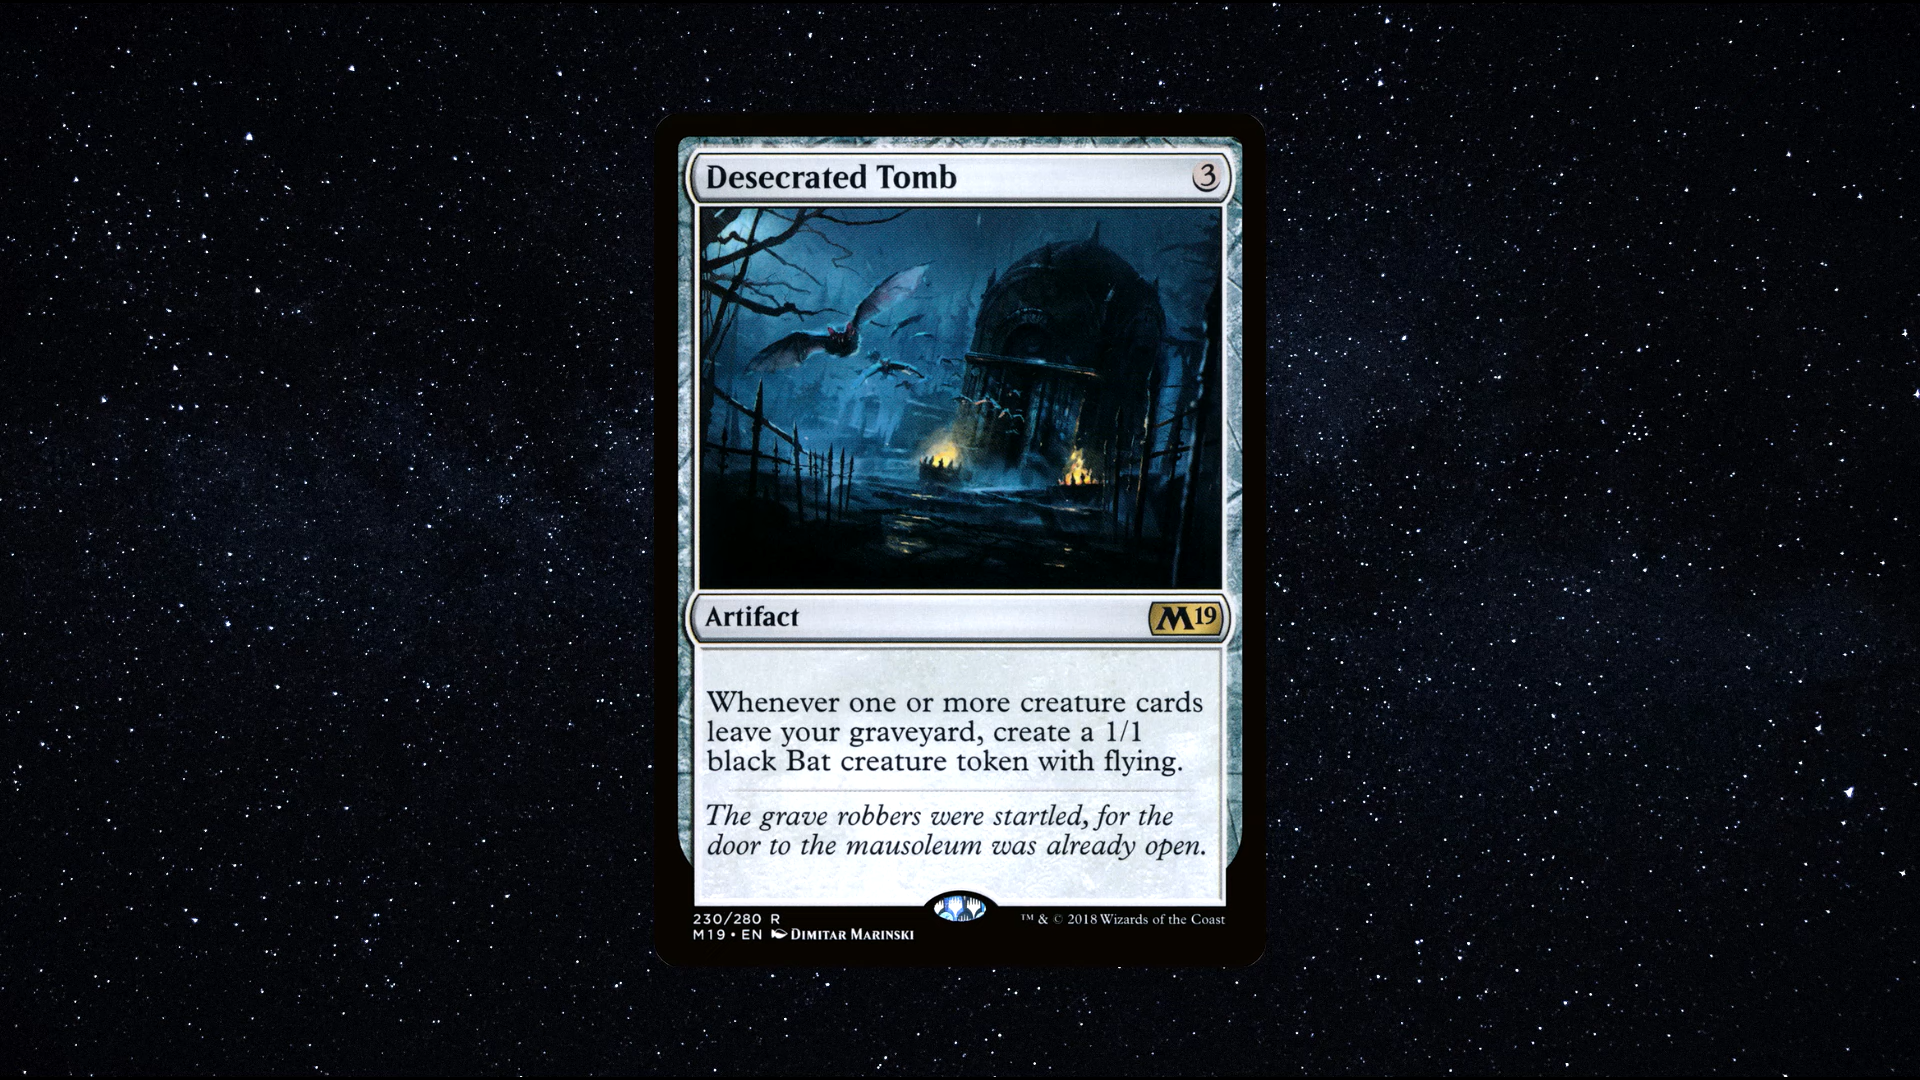 Desecrated Tomb 3
Artifact M19
Whenever one or more creature cards
leave your graveyard, create a 1/1
black Bat creature token with flying.
The grave robbers were startled, for the
door to the mausoleum was already open.
230/280 R
M19 • EN Dimitar Marinski
™ & © 2018 Wizards of the Coast